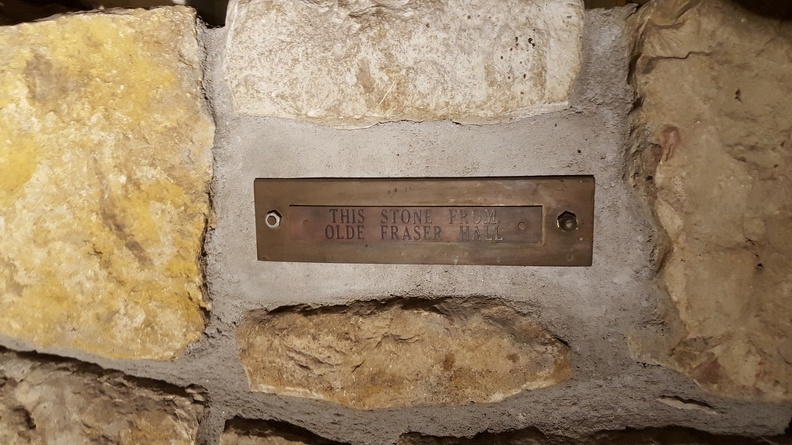 THIS STONE FROM
OLDE FRASER HALL